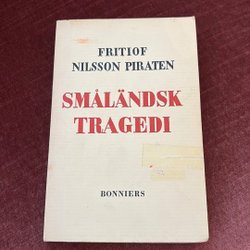 FRITIOF
NILSSON PIRATEN
SMÅLÄNDSK
TRAGEDI
BONNIERS